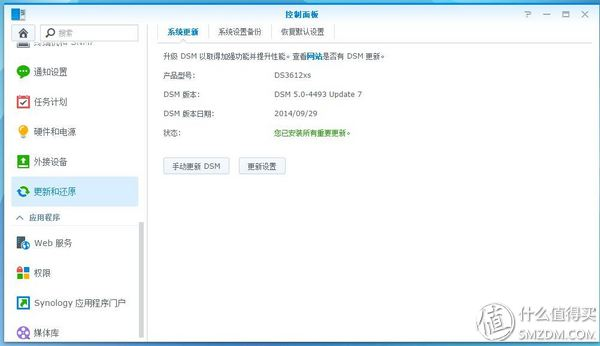 控制面板
搜索
系统更新
系统设置备份
恢复默认设置
通知设置
任务计划
硬件和电源
外接设备
更新和还原
应用程序
Web 服务
权限
Synology 应用程序门户
媒体库
升级 DSM 以取得加强功能并提升性能。查看网站是否有 DSM 更新。
产品型号: DS3612xs
DSM 版本: DSM 5.0-4493 Update 7
DSM 版本日期: 2014/09/29
状态: 您已安装所有重要更新。
手动更新 DSM
更新设置
值 什么值得买
SMZDM.COM